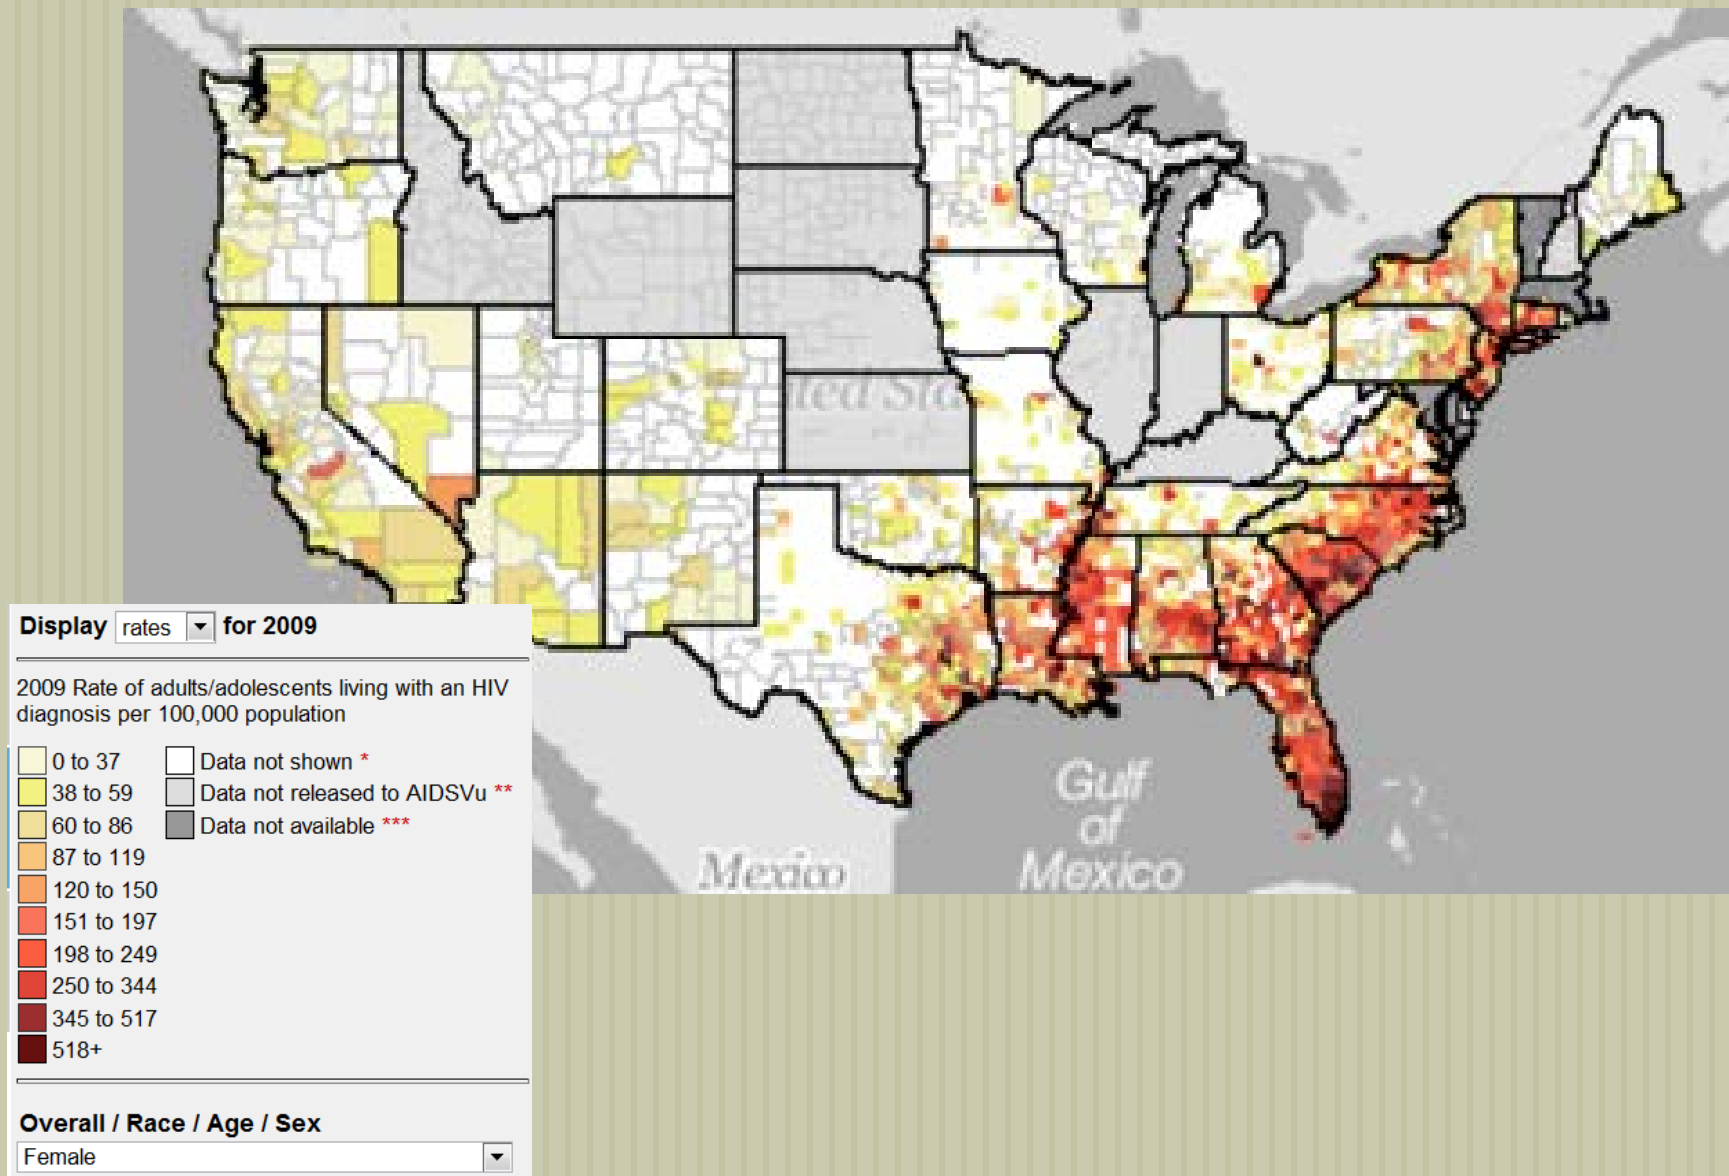 ted Sta
Gulf
of
Mexico
Mexico
Display rates for 2009
2009 Rate of adults/adolescents living with an HIV
diagnosis per 100,000 population
0 to 37
38 to 59
60 to 86
87 to 119
120 to 150
151 to 197
198 to 249
250 to 344
345 to 517
518+
Data not shown *
Data not released to AIDSVu **
Data not available ***
Overall / Race / Age / Sex
Female